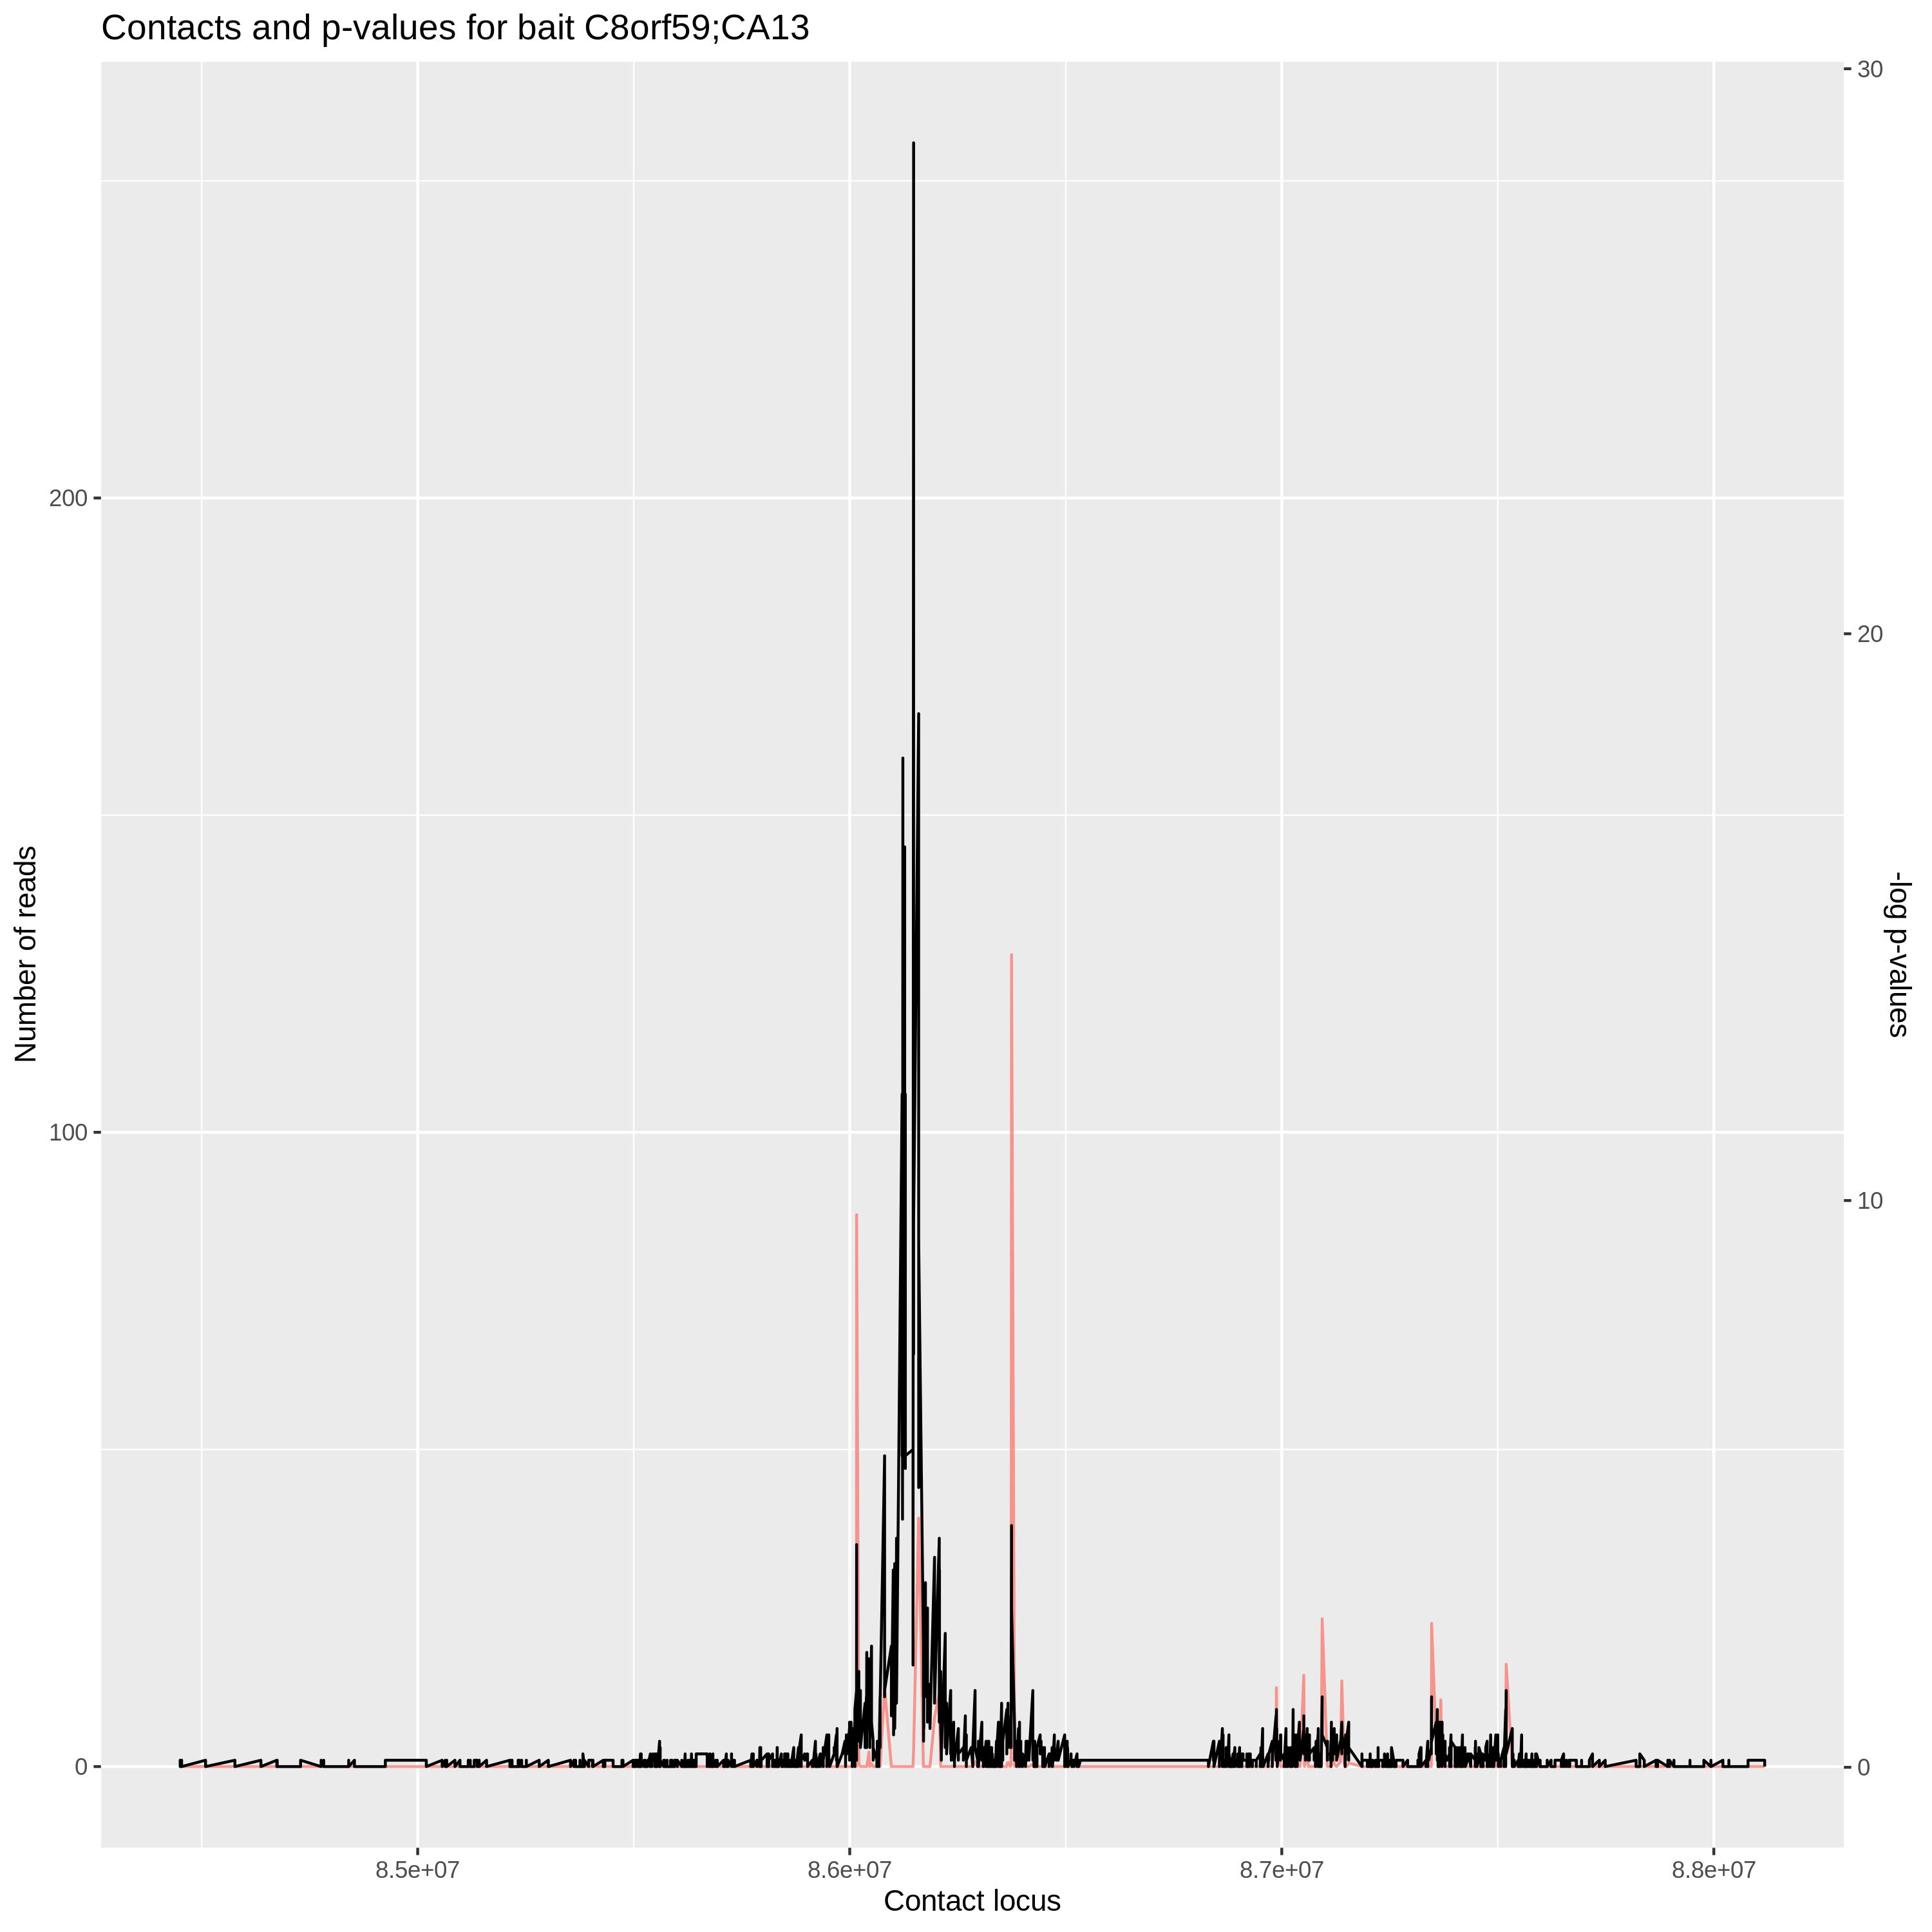 Contacts and p-values for bait C8orf59;CA13
30
200
20
Number of reads
-log p-values
100
10
0
0
8.5e+07
8.6e+07
8.7e+07
8.8e+07
Contact locus